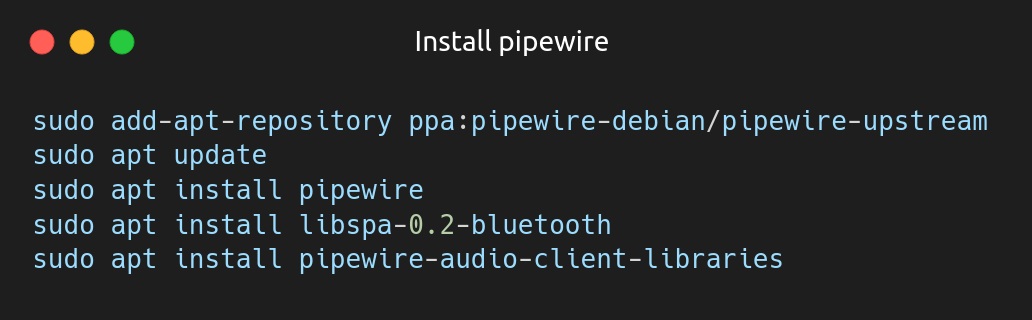 Install pipewire
sudo add-apt-repository ppa:pipewire-debian/pipewire-upstream
sudo apt update
sudo apt install pipewire
sudo apt install libspa-0.2-bluetooth
sudo apt install pipewire-audio-client-libraries